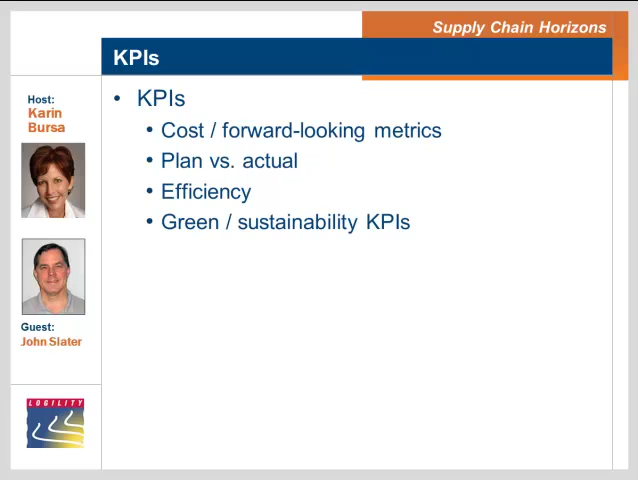 Supply Chain Horizons
KPIs
Host:
Karin
Bursa
Guest:
John Slater
LOGILITY
• KPIs
• Cost / forward-looking metrics
• Plan vs. actual
• Efficiency
• Green / sustainability KPIs